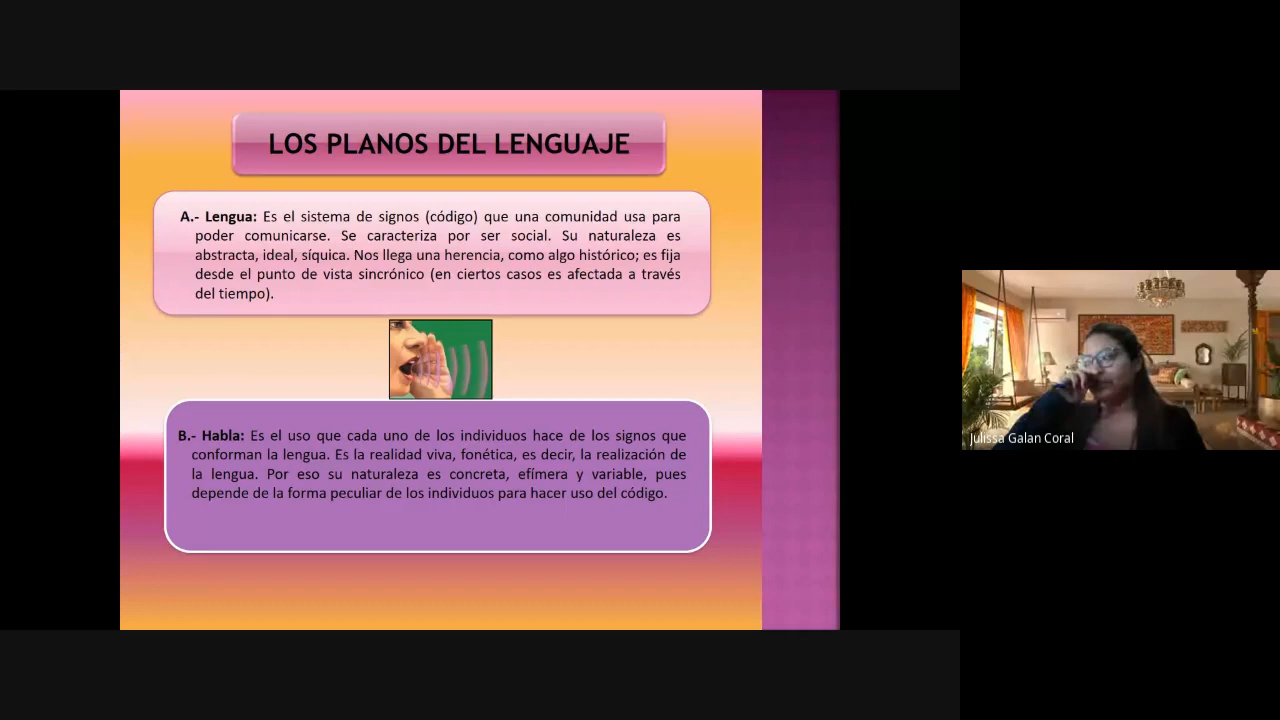 LOS PLANOS DEL LENGUAJE
A.- Lengua: Es el sistema de signos (código) que una comunidad usa para
poder comunicarse. Se caracteriza por ser social. Su naturaleza es
abstracta, ideal, síquica. Nos llega una herencia, como algo histórico; es fija
desde el punto de vista sincrónico (en ciertos casos es afectada a través
del tiempo).
B.- Habla: Es el uso que cada uno de los individuos hace de los signos que
conforman la lengua. Es la realidad viva, fonética, es decir, la realización de
la lengua. Por eso su naturaleza es concreta, efímera y variable, pues
depende de la forma peculiar de los individuos para hacer uso del código.
Julissa Galan Coral